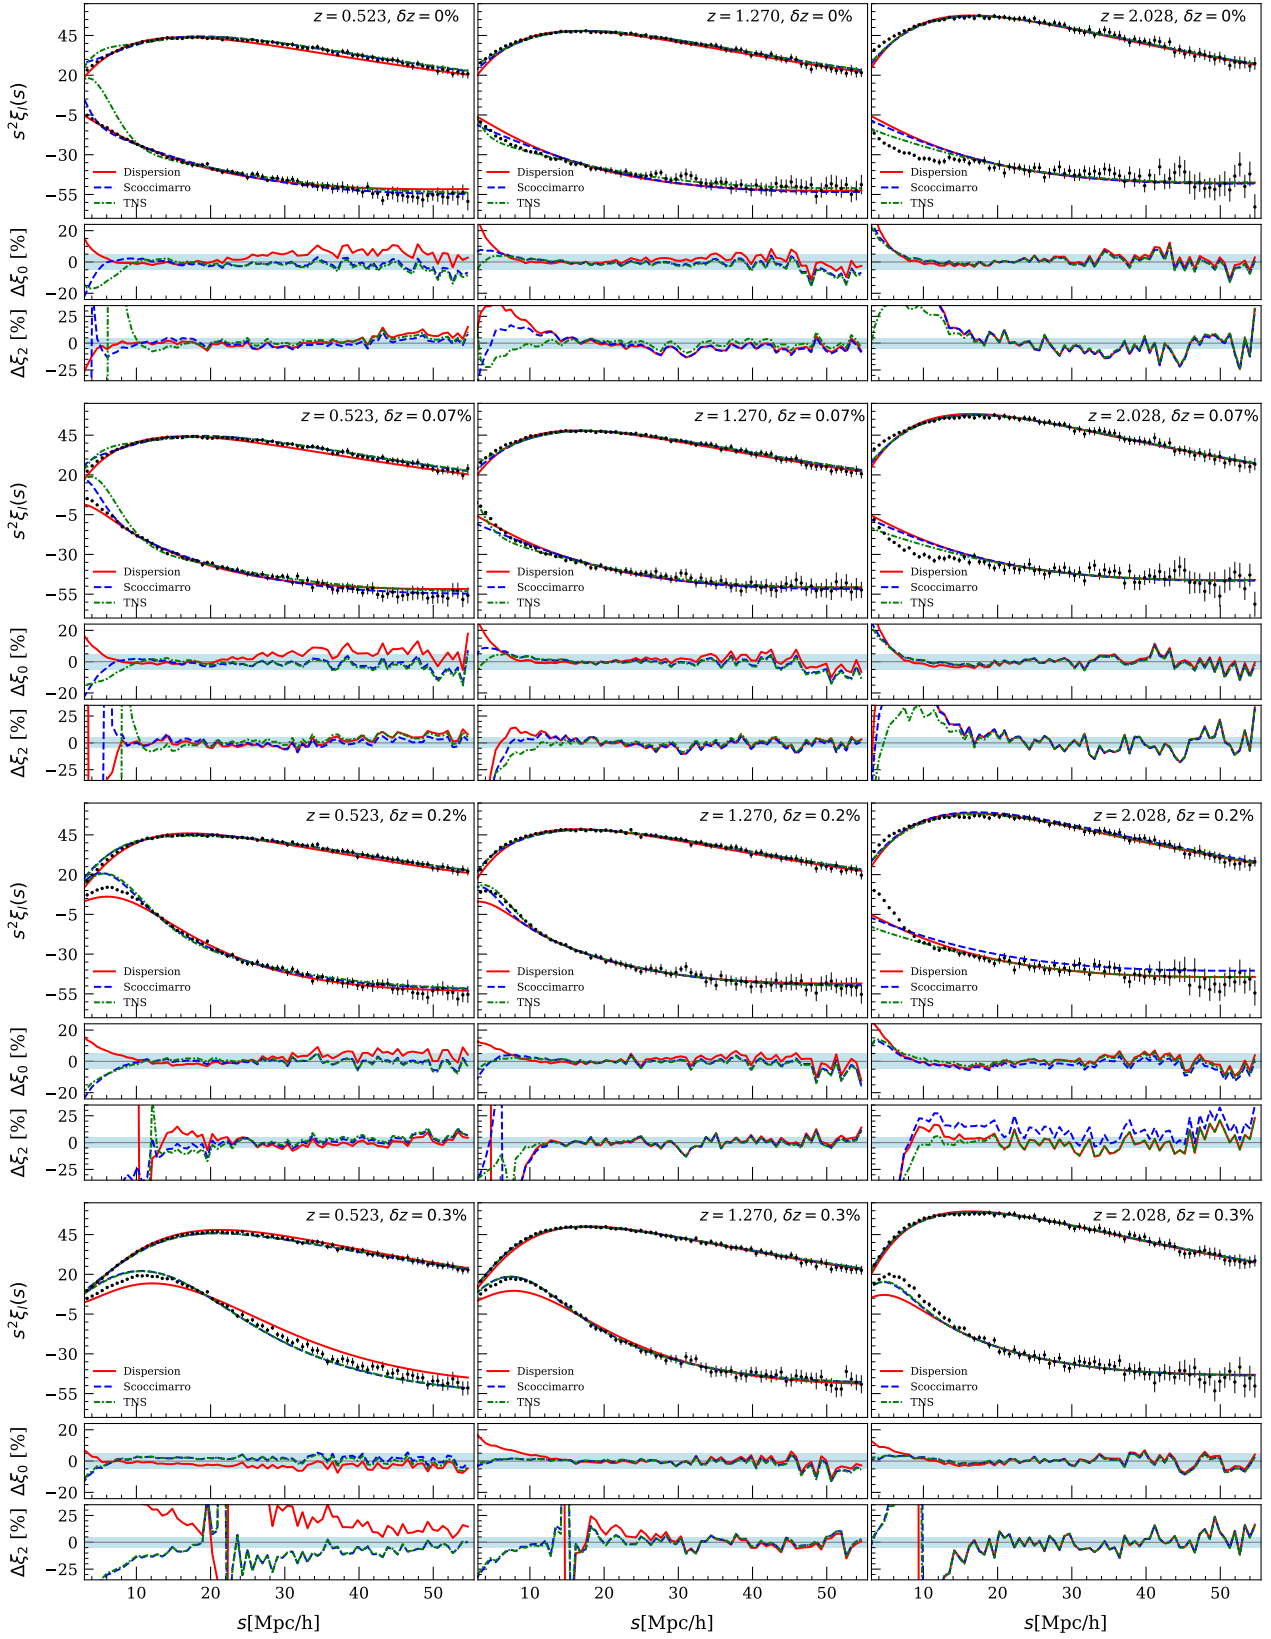 z = 0.523, δz = 0%
z = 1.270, δz = 0%
z = 2.028, δz = 0%
s²ξ_l(s)
45
20
−5
−30
−55
Dispersion
Scoccimarro
TNS
Dispersion
Scoccimarro
TNS
Dispersion
Scoccimarro
TNS
Δξ₀ [%]
20
0
−20
Δξ₂ [%]
25
0
−25
z = 0.523, δz = 0.07%
z = 1.270, δz = 0.07%
z = 2.028, δz = 0.07%
s²ξ_l(s)
45
20
−5
−30
−55
Dispersion
Scoccimarro
TNS
Dispersion
Scoccimarro
TNS
Dispersion
Scoccimarro
TNS
Δξ₀ [%]
20
0
−20
Δξ₂ [%]
25
0
−25
z = 0.523, δz = 0.2%
z = 1.270, δz = 0.2%
z = 2.028, δz = 0.2%
s²ξ_l(s)
45
20
−5
−30
−55
Dispersion
Scoccimarro
TNS
Dispersion
Scoccimarro
TNS
Dispersion
Scoccimarro
TNS
Δξ₀ [%]
20
0
−20
Δξ₂ [%]
25
0
−25
z = 0.523, δz = 0.3%
z = 1.270, δz = 0.3%
z = 2.028, δz = 0.3%
s²ξ_l(s)
45
20
−5
−30
−55
Dispersion
Scoccimarro
TNS
Dispersion
Scoccimarro
TNS
Dispersion
Scoccimarro
TNS
Δξ₀ [%]
20
0
−20
Δξ₂ [%]
25
0
−25
10 20 30 40 50
10 20 30 40 50
10 20 30 40 50
s[Mpc/h]
s[Mpc/h]
s[Mpc/h]